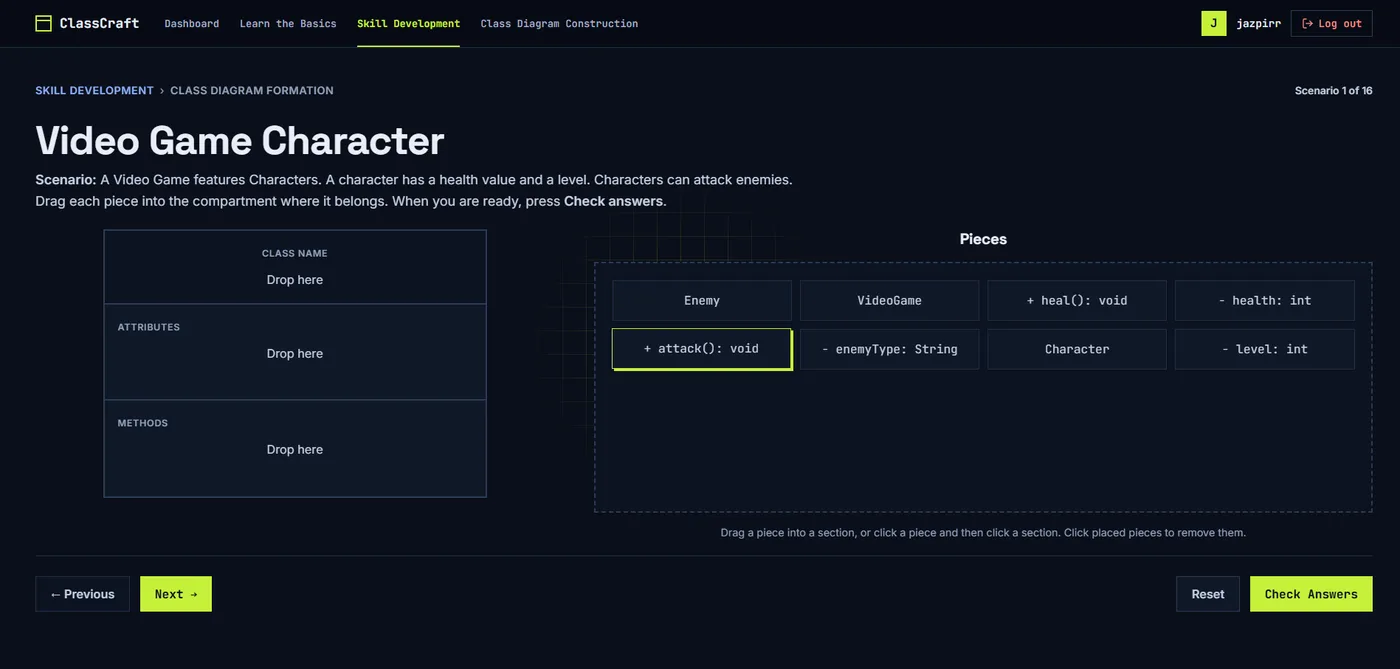 ClassCraft Dashboard Learn the Basics Skill Development Class Diagram Construction J jazpirr Log out
SKILL DEVELOPMENT › CLASS DIAGRAM FORMATION Scenario 1 of 16
Video Game Character
Scenario: A Video Game features Characters. A character has a health value and a level. Characters can attack enemies.
Drag each piece into the compartment where it belongs. When you are ready, press Check answers.
CLASS NAME
Drop here
ATTRIBUTES
Drop here
METHODS
Drop here
Pieces
Enemy VideoGame + heal(): void - health: int
+ attack(): void - enemyType: String Character - level: int
Drag a piece into a section, or click a piece and then click a section. Click placed pieces to remove them.
← Previous Next → Reset Check Answers